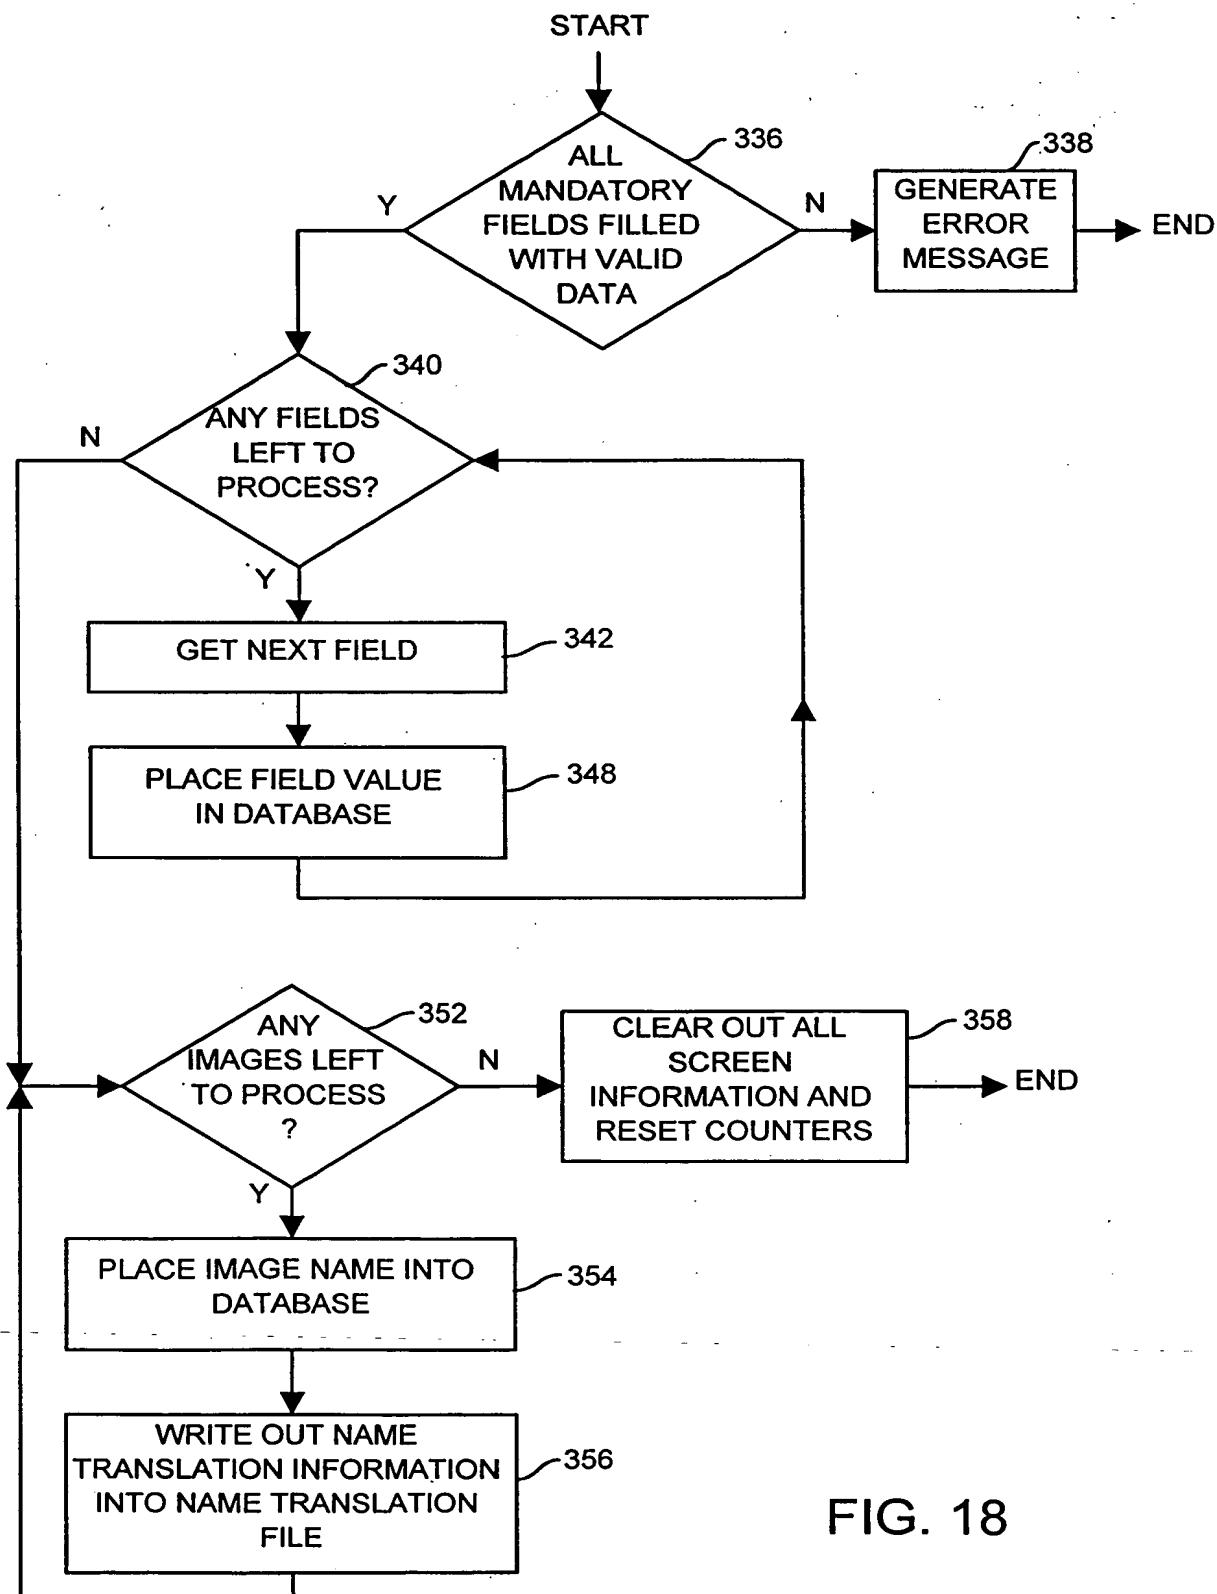 START
336
ALL
MANDATORY
FIELDS FILLED
WITH VALID
DATA
Y
N
338
GENERATE
ERROR
MESSAGE
END
340
ANY FIELDS
LEFT TO
PROCESS?
N
Y
GET NEXT FIELD
342
PLACE FIELD VALUE
IN DATABASE
348
352
ANY
IMAGES LEFT
TO PROCESS
?
N
Y
358
CLEAR OUT ALL
SCREEN
INFORMATION AND
RESET COUNTERS
END
PLACE IMAGE NAME INTO
DATABASE
354
WRITE OUT NAME
TRANSLATION INFORMATION
INTO NAME TRANSLATION
FILE
356
FIG. 18